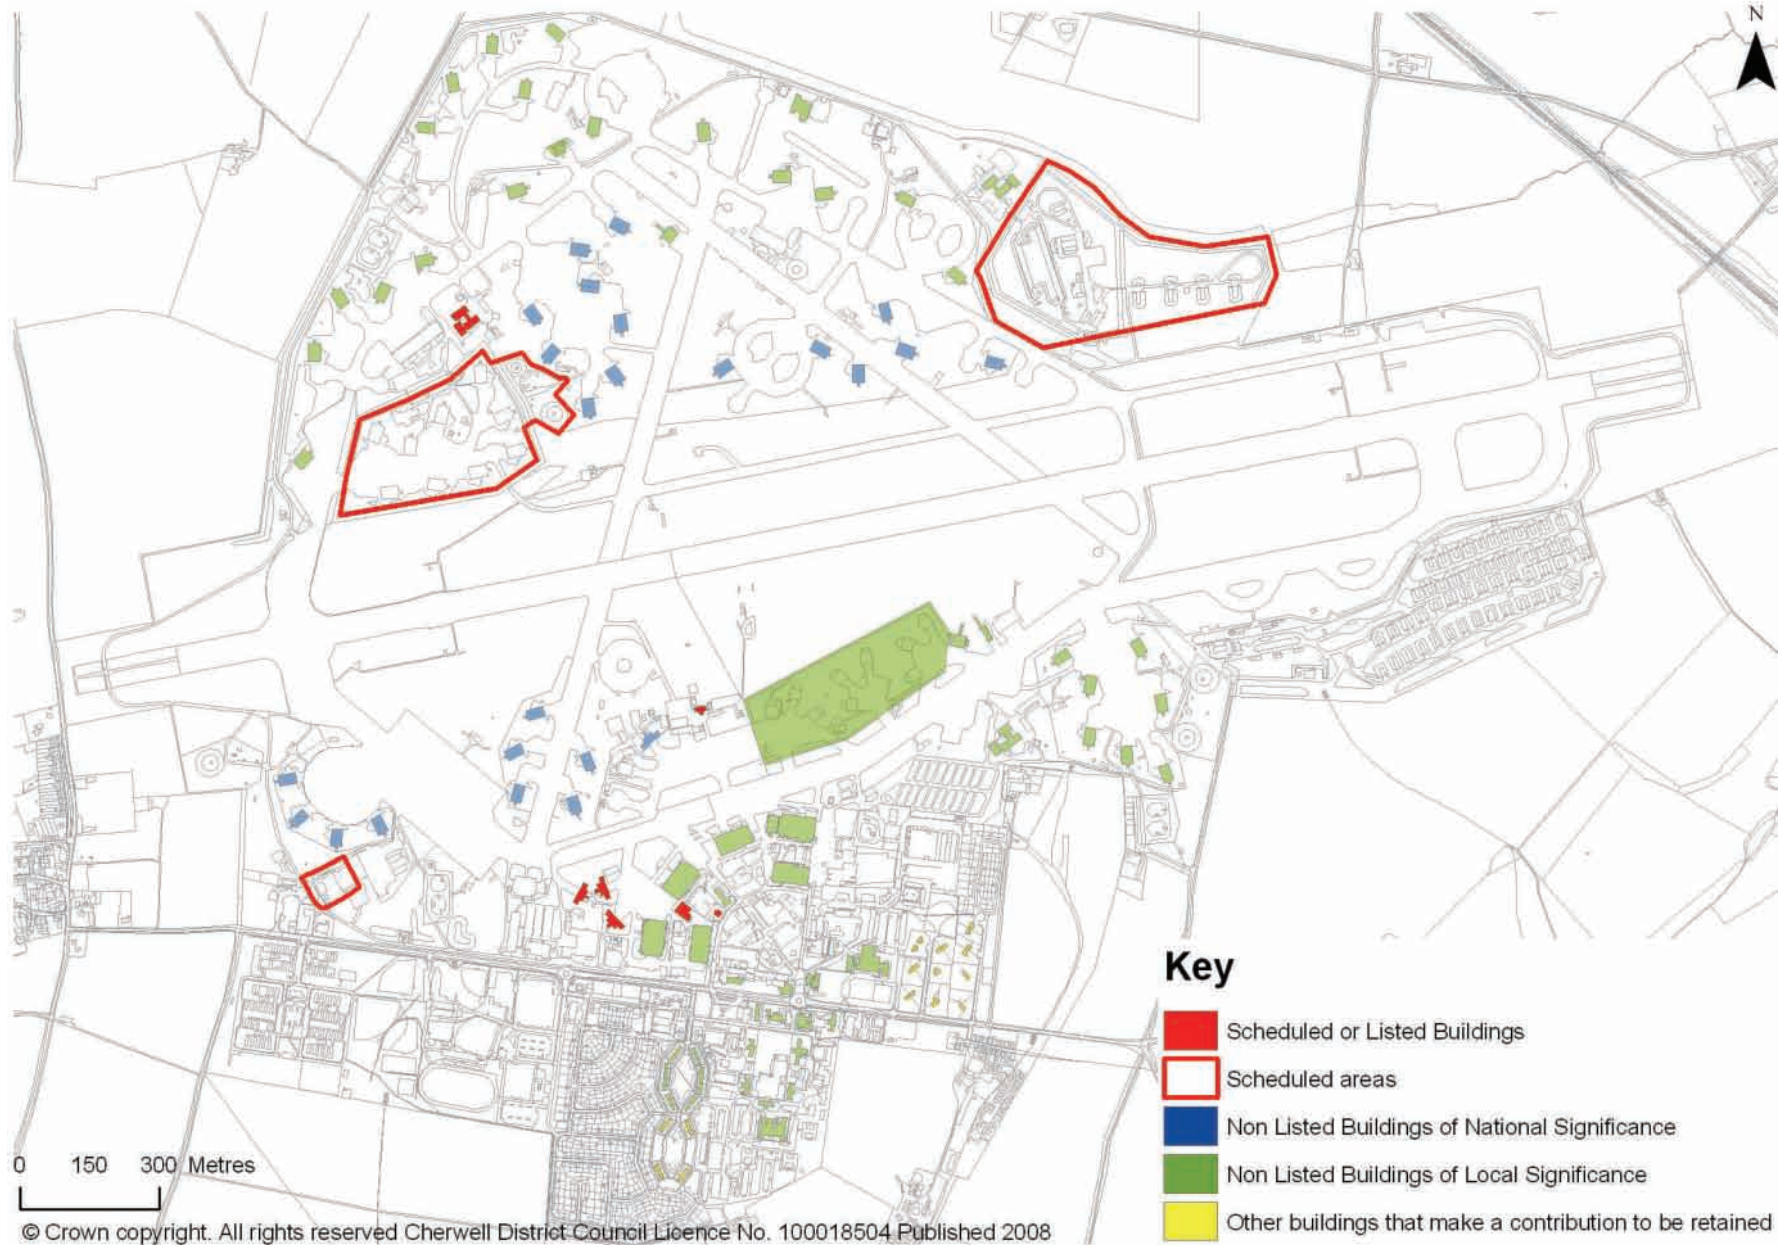 N
Key
Scheduled or Listed Buildings
Scheduled areas
Non Listed Buildings of National Significance
Non Listed Buildings of Local Significance
Other buildings that make a contribution to be retained
0 150 300 Metres
© Crown copyright. All rights reserved Cherwell District Council Licence No. 100018504 Published 2008